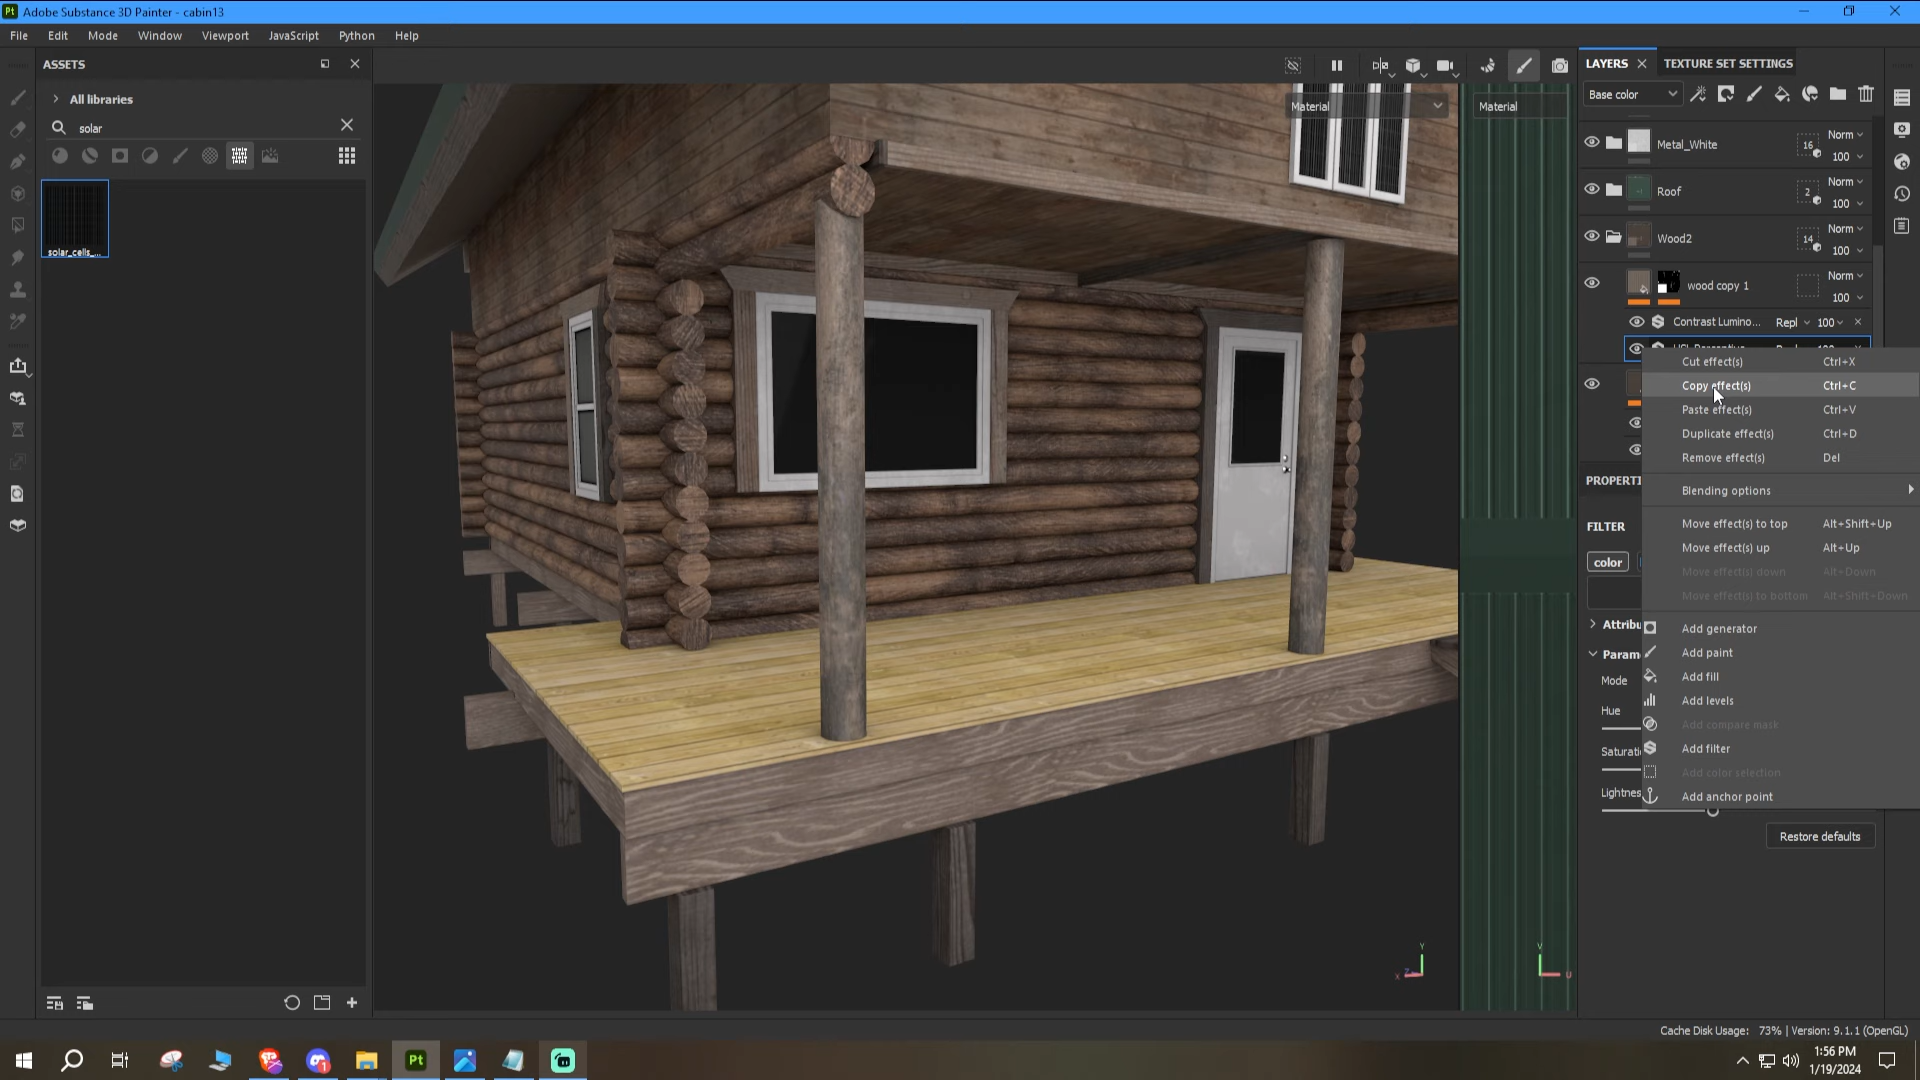 Pt Adobe Substance 3D Painter - cabin13
File Edit Mode Window Viewport JavaScript Python Help
ASSETS
All libraries
solar
solar_cells_...
Material
Material
LAYERS
TEXTURE SET SETTINGS
Base color
Metal_White
16
Norm
100
Roof
2
Norm
100
Wood2
14
Norm
100
wood copy 1
Norm
100
Contrast Lumino... Repl 100
Cut effect(s) Ctrl+X
Copy effect(s) Ctrl+C
Paste effect(s) Ctrl+V
Duplicate effect(s) Ctrl+D
Remove effect(s) Del
Blending options
Move effect(s) to top Alt+Shift+Up
Move effect(s) up Alt+Up
Move effect(s) down Alt+Down
Move effect(s) to bottom Alt+Shift+Down
Add generator
Add paint
Add fill
Add levels
Add compare mask
Add filter
Add color selection
Add anchor point
PROPERTI
FILTER
color
Attribu
Param
Mode
Hue
Saturati
Lightnes
Restore defaults
Y
X
Z
V
U
Cache Disk Usage: 73% | Version: 9.1.1 (OpenGL)
Pt
1
1:56 PM
1/19/2024